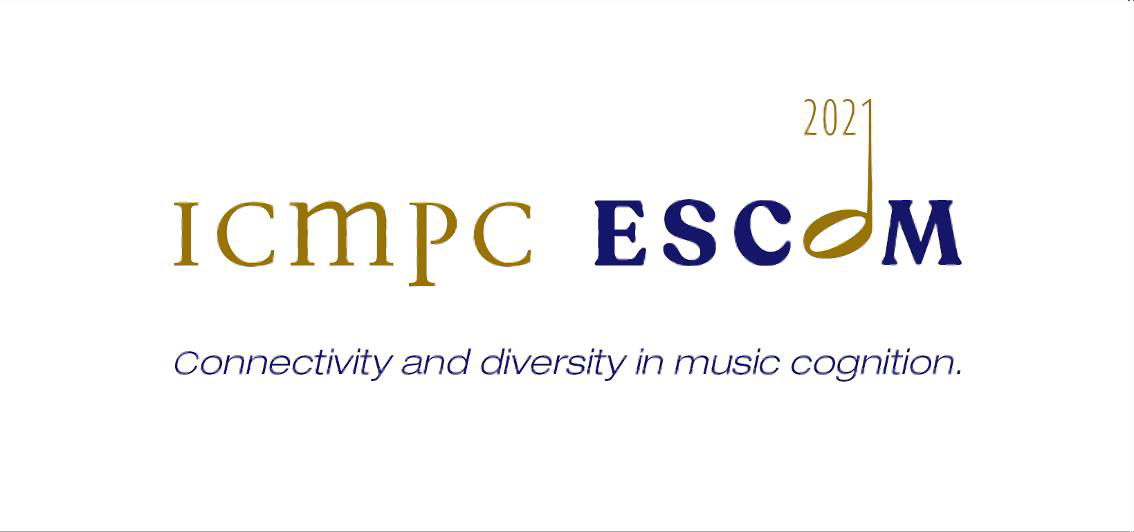 2021
ICMPC ESCOM
Connectivity and diversity in music cognition.